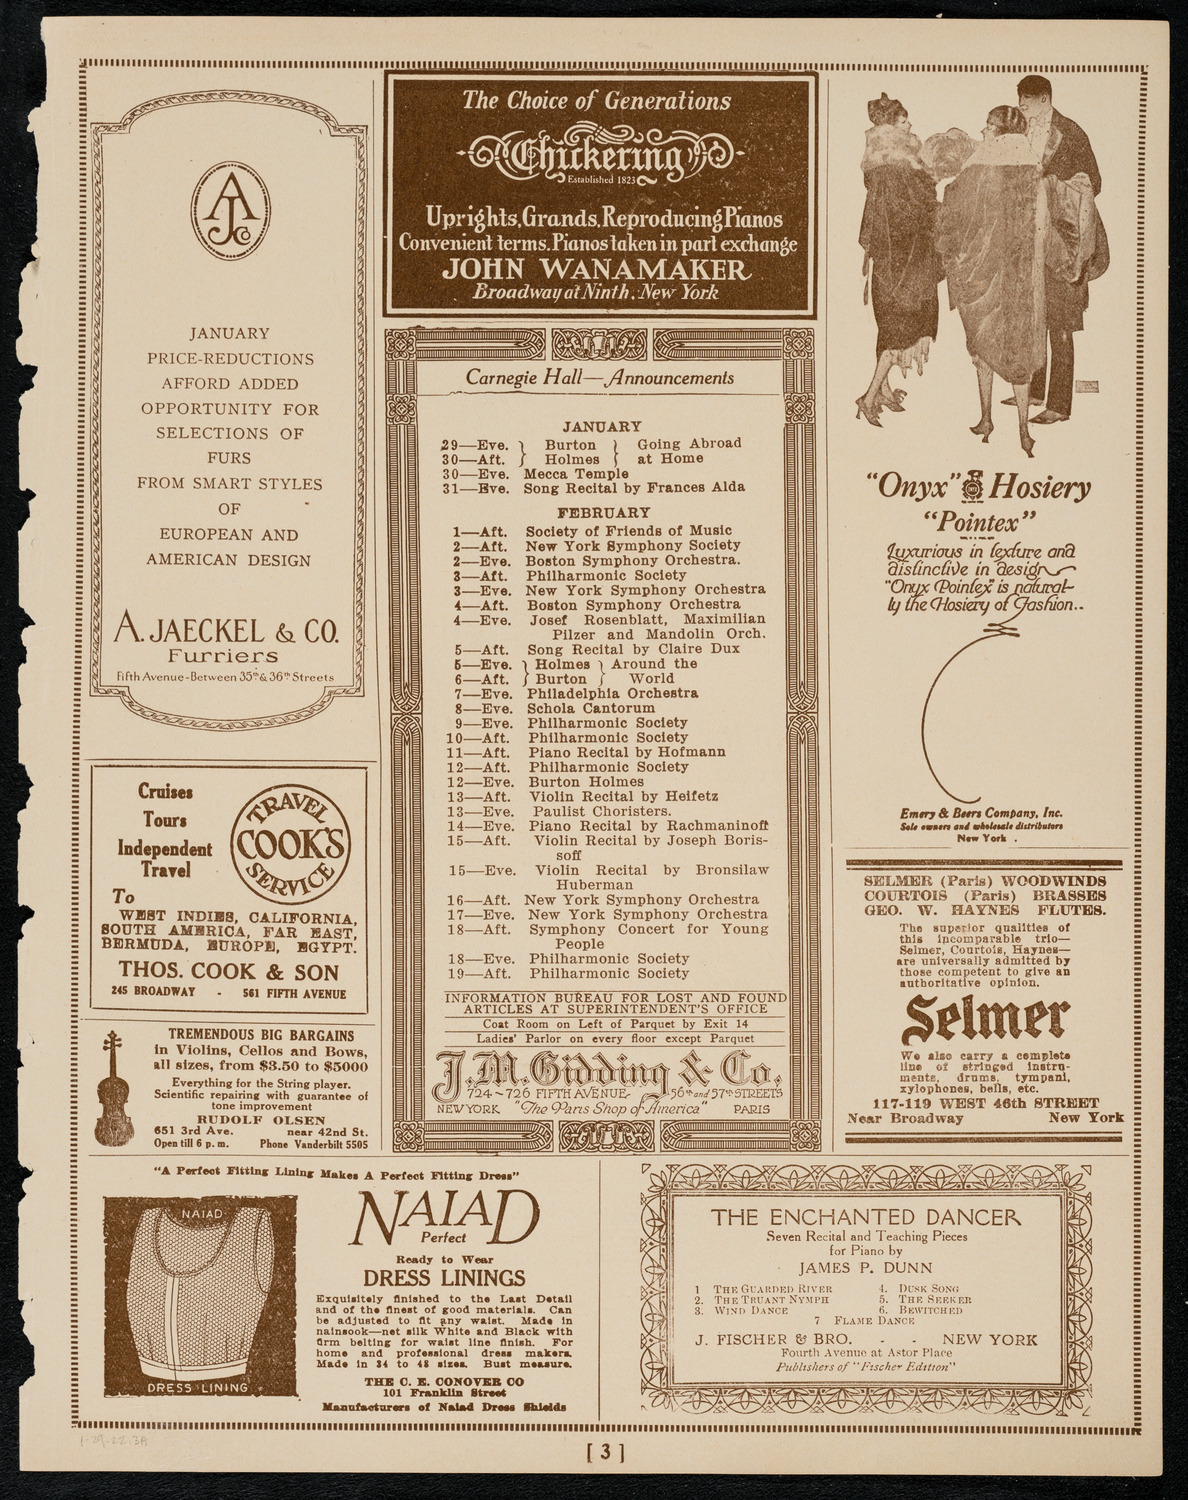 AJCo
JANUARY
PRICE-REDUCTIONS
AFFORD ADDED
OPPORTUNITY FOR
SELECTIONS OF
FURS
FROM SMART STYLES
OF
EUROPEAN AND
AMERICAN DESIGN
A. JAECKEL & CO.
Furriers
Fifth Avenue-Between 35th & 36th Streets
Cruises
Tours
Independent
Travel
To
TRAVEL
COOK'S
SERVICE
WEST INDIES, CALIFORNIA,
SOUTH AMERICA, FAR EAST,
BERMUDA, EUROPE, EGYPT.
THOS. COOK & SON
245 BROADWAY - 561 FIFTH AVENUE
TREMENDOUS BIG BARGAINS
in Violins, Cellos and Bows,
all sizes, from $3.50 to $5000
Everything for the String player.
Scientific repairing with guarantee of
tone improvement
RUDOLF OLSEN
651 3rd Ave. near 42nd St.
Open till 6 p. m. Phone Vanderbilt 5505
The Choice of Generations
Chickering
Established 1823
Uprights, Grands, Reproducing Pianos
Convenient terms. Pianos taken in part exchange
JOHN WANAMAKER
Broadway at Ninth, New York
Carnegie Hall—Announcements
JANUARY
29—Eve. } Burton } Going Abroad
30—Aft. } Holmes { at Home
30—Eve. Mecca Temple
31—Eve. Song Recital by Frances Alda
FEBRUARY
1—Aft. Society of Friends of Music
2—Aft. New York Symphony Society
2—Eve. Boston Symphony Orchestra.
3—Aft. Philharmonic Society
3—Eve. New York Symphony Orchestra
4—Aft. Boston Symphony Orchestra
4—Eve. Josef Rosenblatt, Maximilian
Pilzer and Mandolin Orch.
5—Aft. Song Recital by Claire Dux
5—Eve. } Holmes } Around the
6—Aft. } Burton } World
7—Eve. Philadelphia Orchestra
8—Eve. Schola Cantorum
9—Eve. Philharmonic Society
10—Aft. Philharmonic Society
11—Aft. Piano Recital by Hofmann
12—Aft. Philharmonic Society
12—Eve. Burton Holmes
13—Aft. Violin Recital by Heifetz
13—Eve. Paulist Choristers.
14—Eve. Piano Recital by Rachmaninoff
15—Aft. Violin Recital by Joseph Boris-
soff
15—Eve. Violin Recital by Bronsilaw
Huberman
16—Aft. New York Symphony Orchestra
17—Eve. New York Symphony Orchestra
18—Aft. Symphony Concert for Young
People
18—Eve. Philharmonic Society
19—Aft. Philharmonic Society
INFORMATION BUREAU FOR LOST AND FOUND
ARTICLES AT SUPERINTENDENT'S OFFICE
Coat Room on Left of Parquet by Exit 14
Ladies' Parlor on every floor except Parquet
J. M. Gidding & Co.
724~726 FIFTH AVENUE- 56th and 57th STREETS
NEW YORK "The Paris Shop of America" PARIS
"Onyx" Hosiery
"Pointex"
Luxurious in texture and
distinctive in design
"Onyx Pointex" is natural-
ly the Hosiery of Fashion..
Emery & Beers Company, Inc.
Sole owners and wholesale distributors
New York .
SELMER (Paris) WOODWINDS
COURTOIS (Paris) BRASSES
GEO. W. HAYNES FLUTES.
The superior qualities of
this incomparable trio—
Selmer, Courtois, Haynes—
are universally admitted by
those competent to give an
authoritative opinion.
Selmer
We also carry a complete
line of stringed instru-
ments, drums, tympani,
xylophones, bells, etc.
117-119 WEST 46th STREET
Near Broadway New York
"A Perfect Fitting Lining Makes A Perfect Fitting Dress"
NAIAD
DRESS LINING
NAIAD
Perfect
Ready to Wear
DRESS LININGS
Exquisitely finished to the Last Detail
and of the finest of good materials. Can
be adjusted to fit any waist. Made in
nainsook—net silk White and Black with
firm belting for waist line finish. For
home and professional dress makers.
Made in 34 to 48 sizes. Bust measure.
THE C. E. CONOVER CO
101 Franklin Street
Manufacturers of Naiad Dress Shields
THE ENCHANTED DANCER
Seven Recital and Teaching Pieces
for Piano by
JAMES P. DUNN
1 THE GUARDED RIVER 4. DUSK SONG
2. THE TRUANT NYMPH 5. THE SEEKER
3. WIND DANCE 6. BEWITCHED
7 FLAME DANCE
J. FISCHER & BRO. - - NEW YORK
Fourth Avenue at Astor Place
Publishers of "Fischer Edition"
[ 3 ]
1-29-22:3A